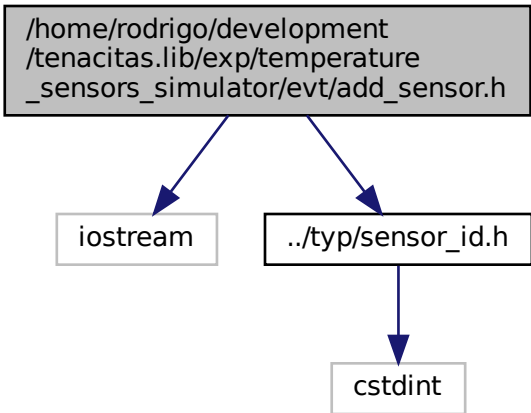 /home/rodrigo/development
/tenacitas.lib/exp/temperature
_sensors_simulator/evt/add_sensor.h
iostream
../typ/sensor_id.h
cstdint